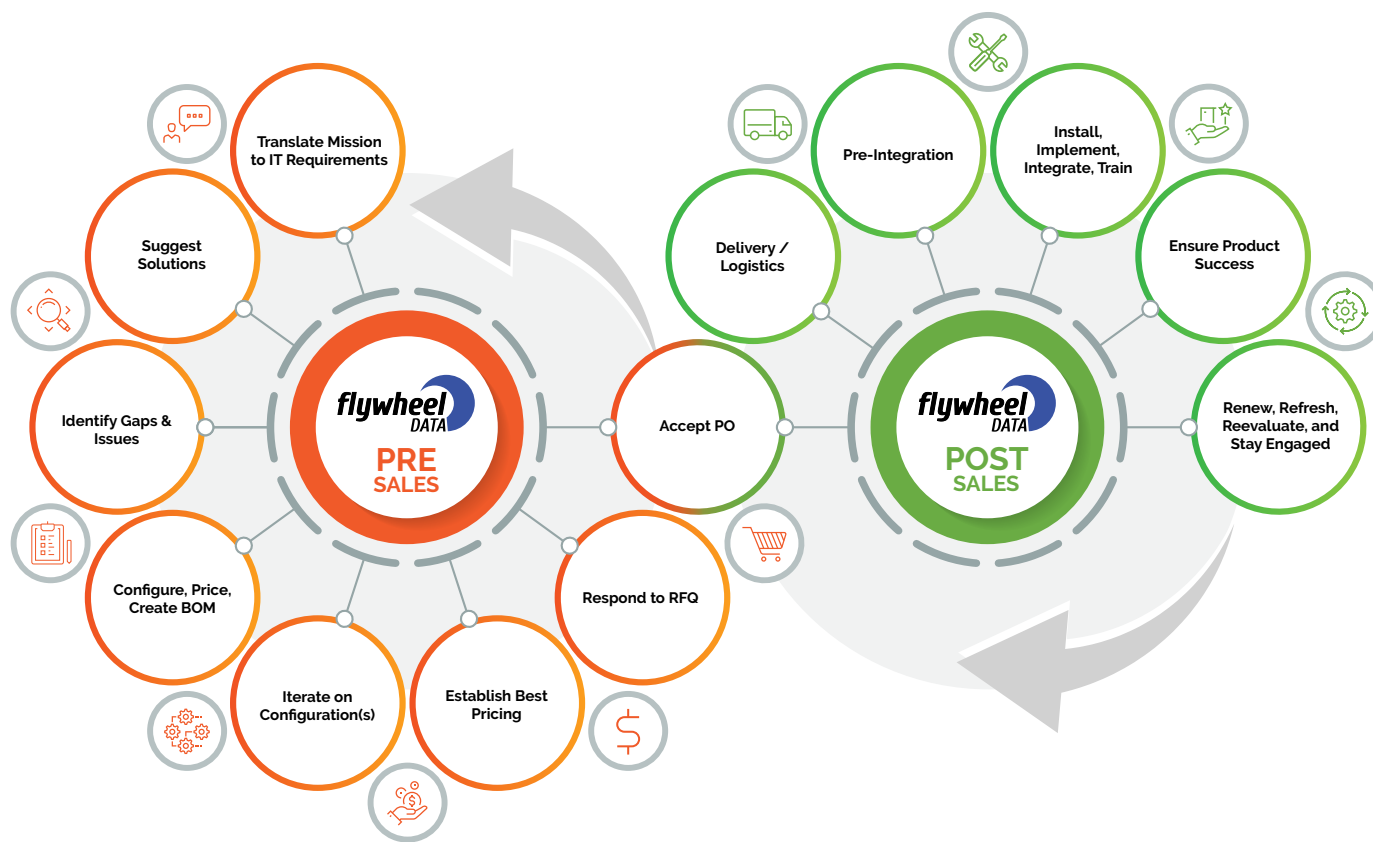 Translate Mission
to IT Requirements
Suggest
Solutions
Identify Gaps &
Issues
Configure, Price,
Create BOM
Iterate on
Configuration(s)
Establish Best
Pricing
$
$
Respond to RFQ
Accept PO
flywheel
DATA
PRE
SALES
Delivery /
Logistics
Pre-Integration
Install,
Implement,
Integrate, Train
Ensure Product
Success
Renew, Refresh,
Reevaluate, and
Stay Engaged
flywheel
DATA
POST
SALES